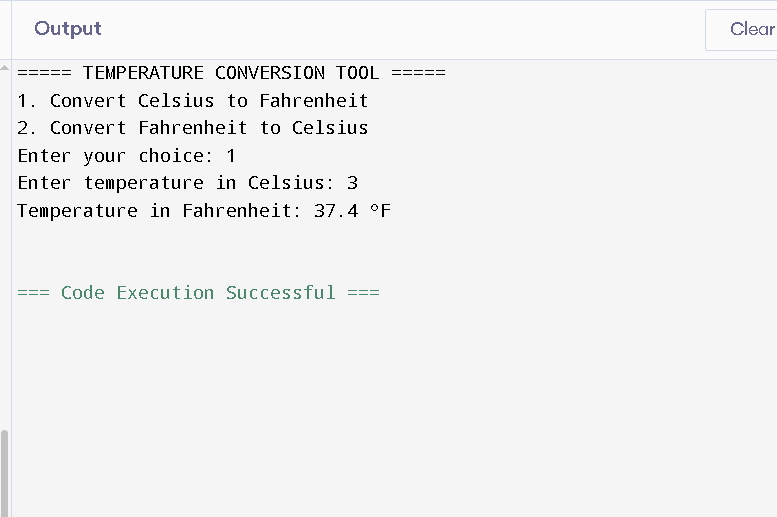 Output
Clear
===== TEMPERATURE CONVERSION TOOL =====
1. Convert Celsius to Fahrenheit
2. Convert Fahrenheit to Celsius
Enter your choice: 1
Enter temperature in Celsius: 3
Temperature in Fahrenheit: 37.4 °F
=== Code Execution Successful ===